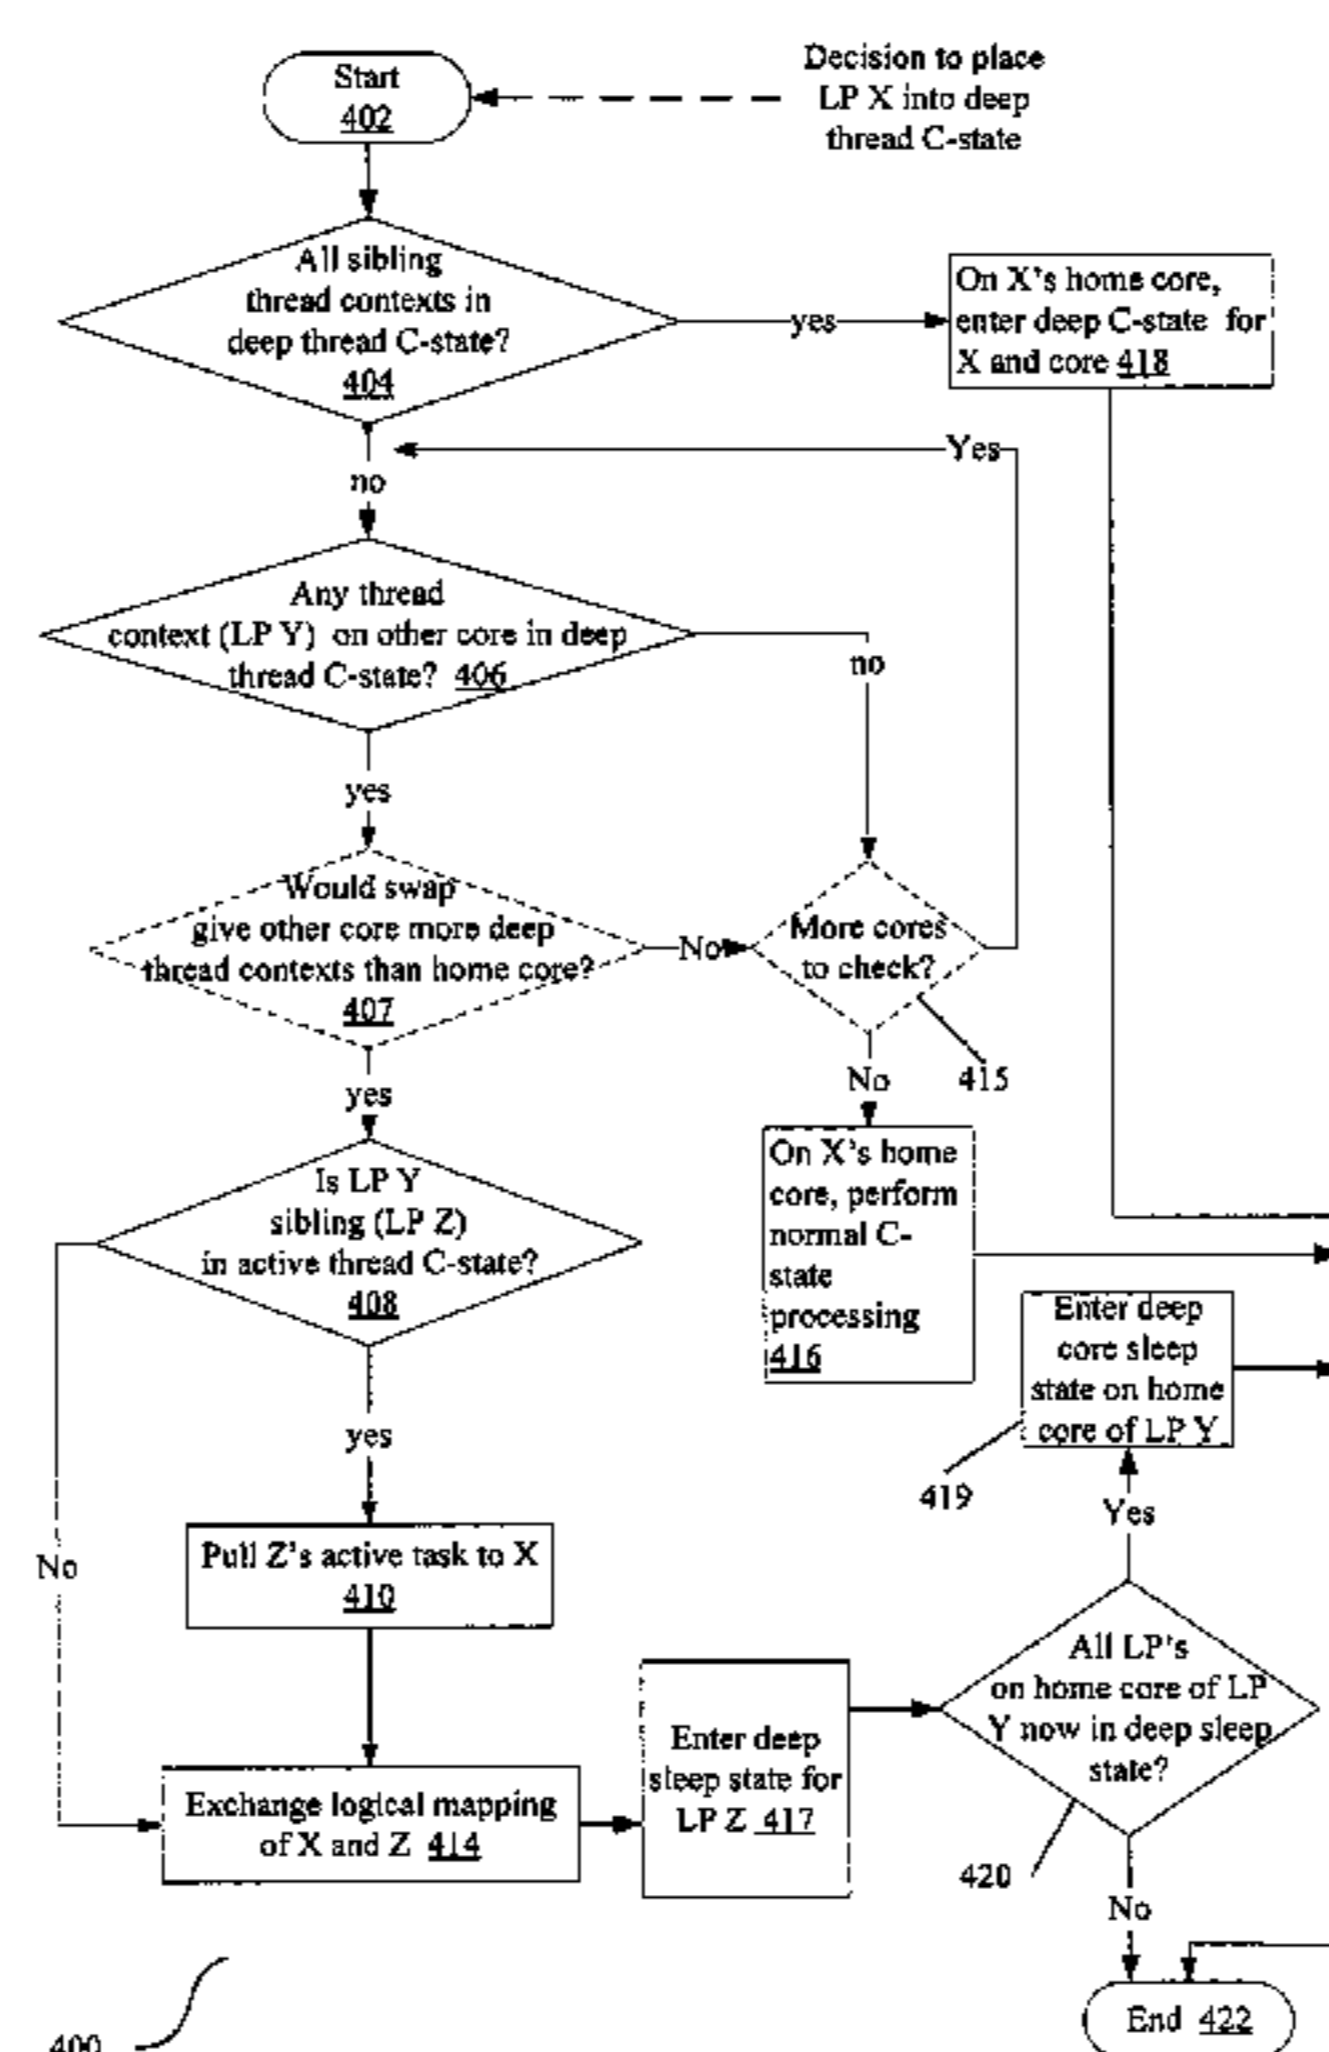 Start
402
Decision to place
LP X into deep
thread C-state
All sibling
thread contexts in
deep thread C-state?
404
yes
On X's home core,
enter deep C-state for
X and core 418
Yes
no
Any thread
context (LP Y) on other core in deep
thread C-state? 406
no
yes
Would swap
give other core more deep
thread contexts than home core?
407
No
More cores
to check?
415
yes
No
Is LP Y
sibling (LP Z)
in active thread C-state?
408
On X's home
core, perform
normal C-
state
processing
416
Enter deep
core sleep
state on home
core of LP Y
419
yes
Yes
No
Pull Z's active task to X
410
All LP's
on home core of LP
Y now in deep sleep
state?
420
Enter deep
sleep state for
LP Z 417
Exchange logical mapping
of X and Z 414
No
End 422
400